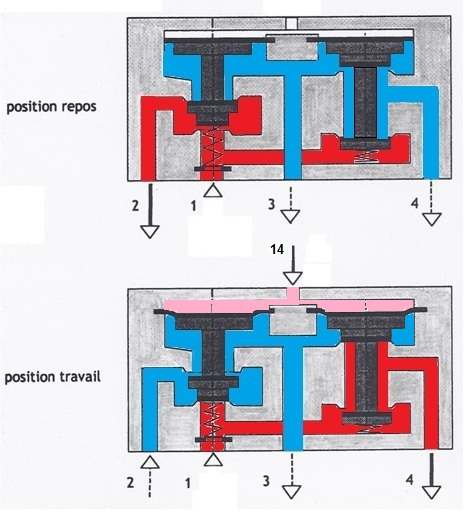 position repos
2 1 3 4
14
position travail
2 1 3 4